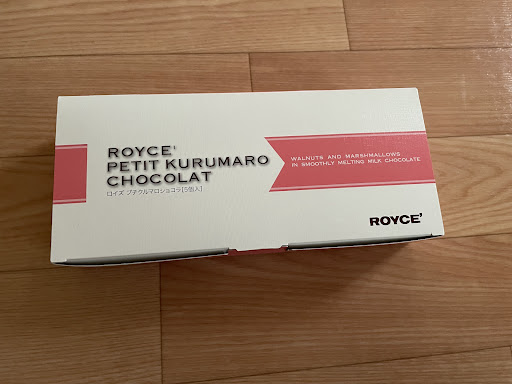 ROYCE'
PETIT KURUMARO
CHOCOLAT
ロイズ プチクルマロショコラ[5個入]
WALNUTS AND MARSHMALLOWS
IN SMOOTHLY MELTING MILK CHOCOLATE
ROYCE'